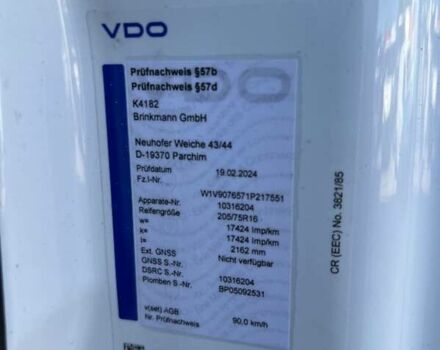 VDO
Prüfnachweis §57b
Prüfnachweis §57d
K4182
Brinkmann GmbH
Neuhofer Weiche 43/44
D-19370 Parchim
Prüfdatum 19.02.2024
Fz.I.-Nr.
W1V9076571P217551
Apparate-Nr. 10316204
Reifengröße 205/75R16
w= 17424 Imp/km
k= 17424 Imp/km
l= 2162 mm
Ext. GNSS Nicht verfügbar
GNSS S.-Nr.
DSRC S.-Nr. 10316204
Plomben S.-Nr. BP05092531
v(set) AGB 90,0 km/h
Nr. Prüfnachweis
CR (EEC) No. 3821/85